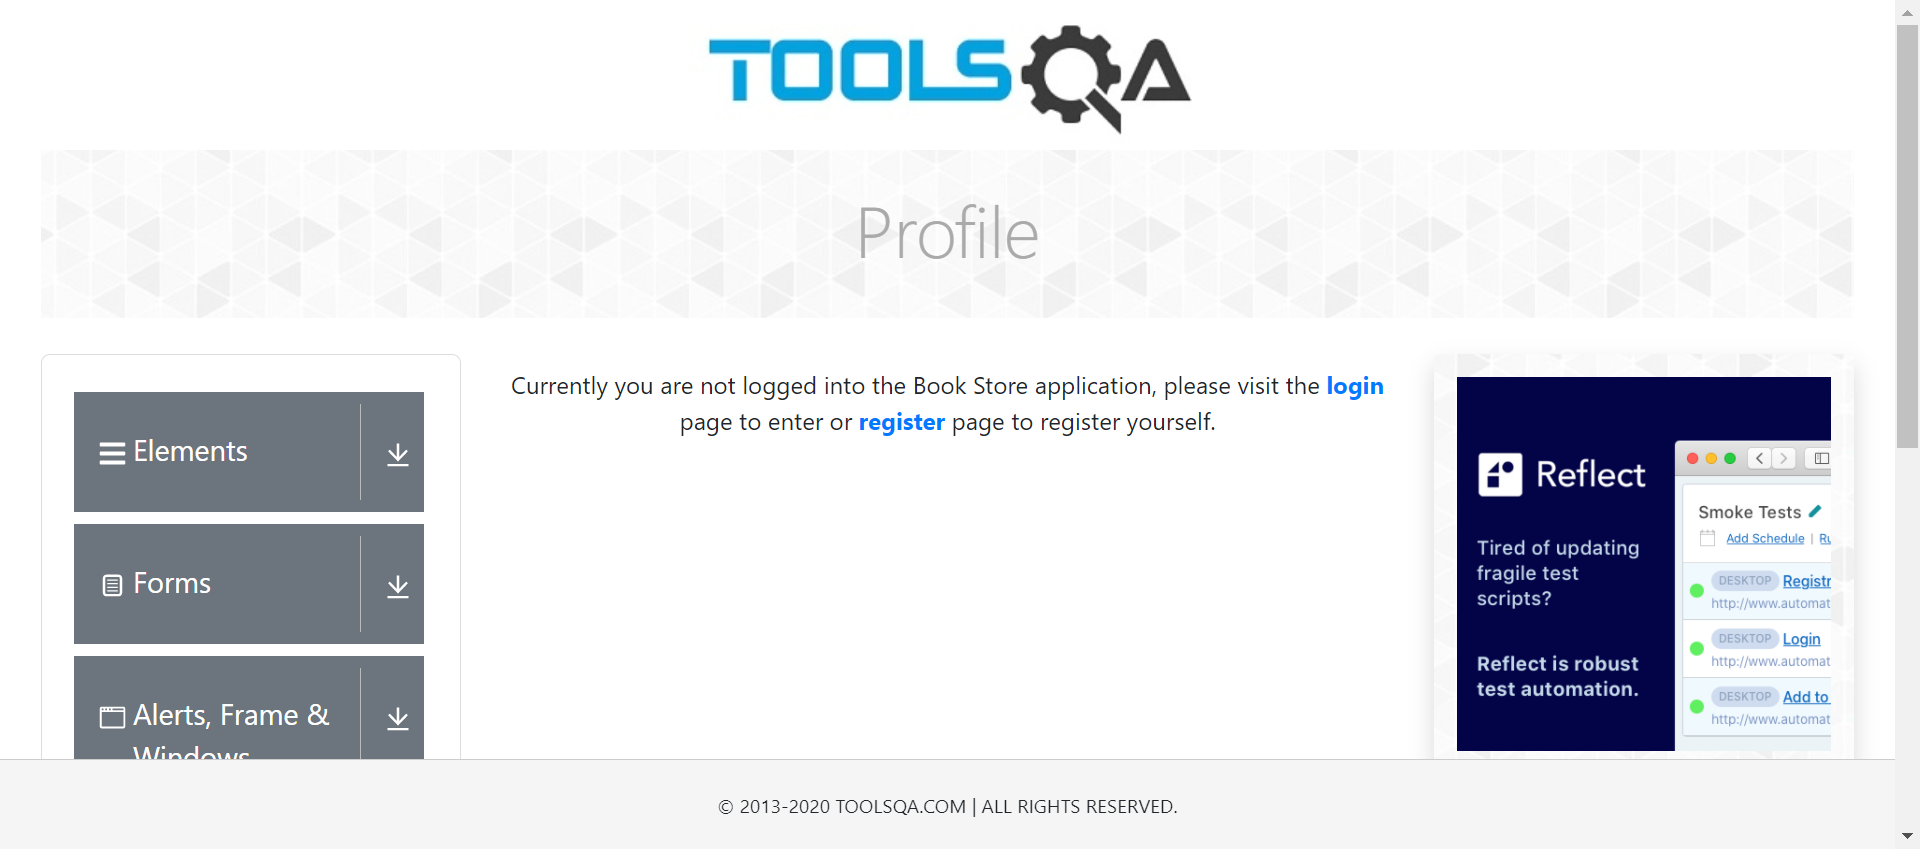 TOOLSQA
Profile
Elements
Forms
Alerts, Frame &
Windows
Currently you are not logged into the Book Store application, please visit the login
page to enter or register page to register yourself.
Reflect
Tired of updating
fragile test
scripts?
Reflect is robust
test automation.
Smoke Tests
Add Schedule | Ru
DESKTOP Registr
http://www.automat
DESKTOP Login
http://www.automat
DESKTOP Add to
http://www.automat
© 2013-2020 TOOLSQA.COM | ALL RIGHTS RESERVED.